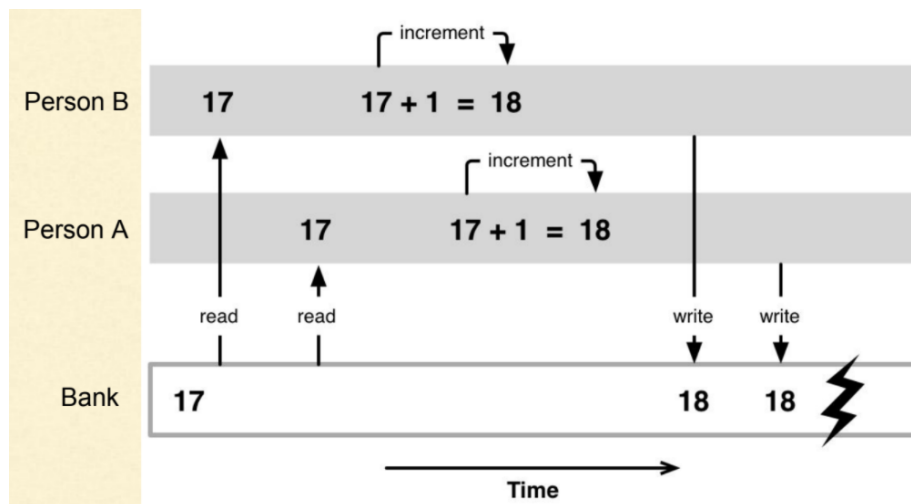 increment
Person B
17
17 + 1 = 18
increment
Person A
17
17 + 1 = 18
read
read
write
write
Bank
17
18
18
Time